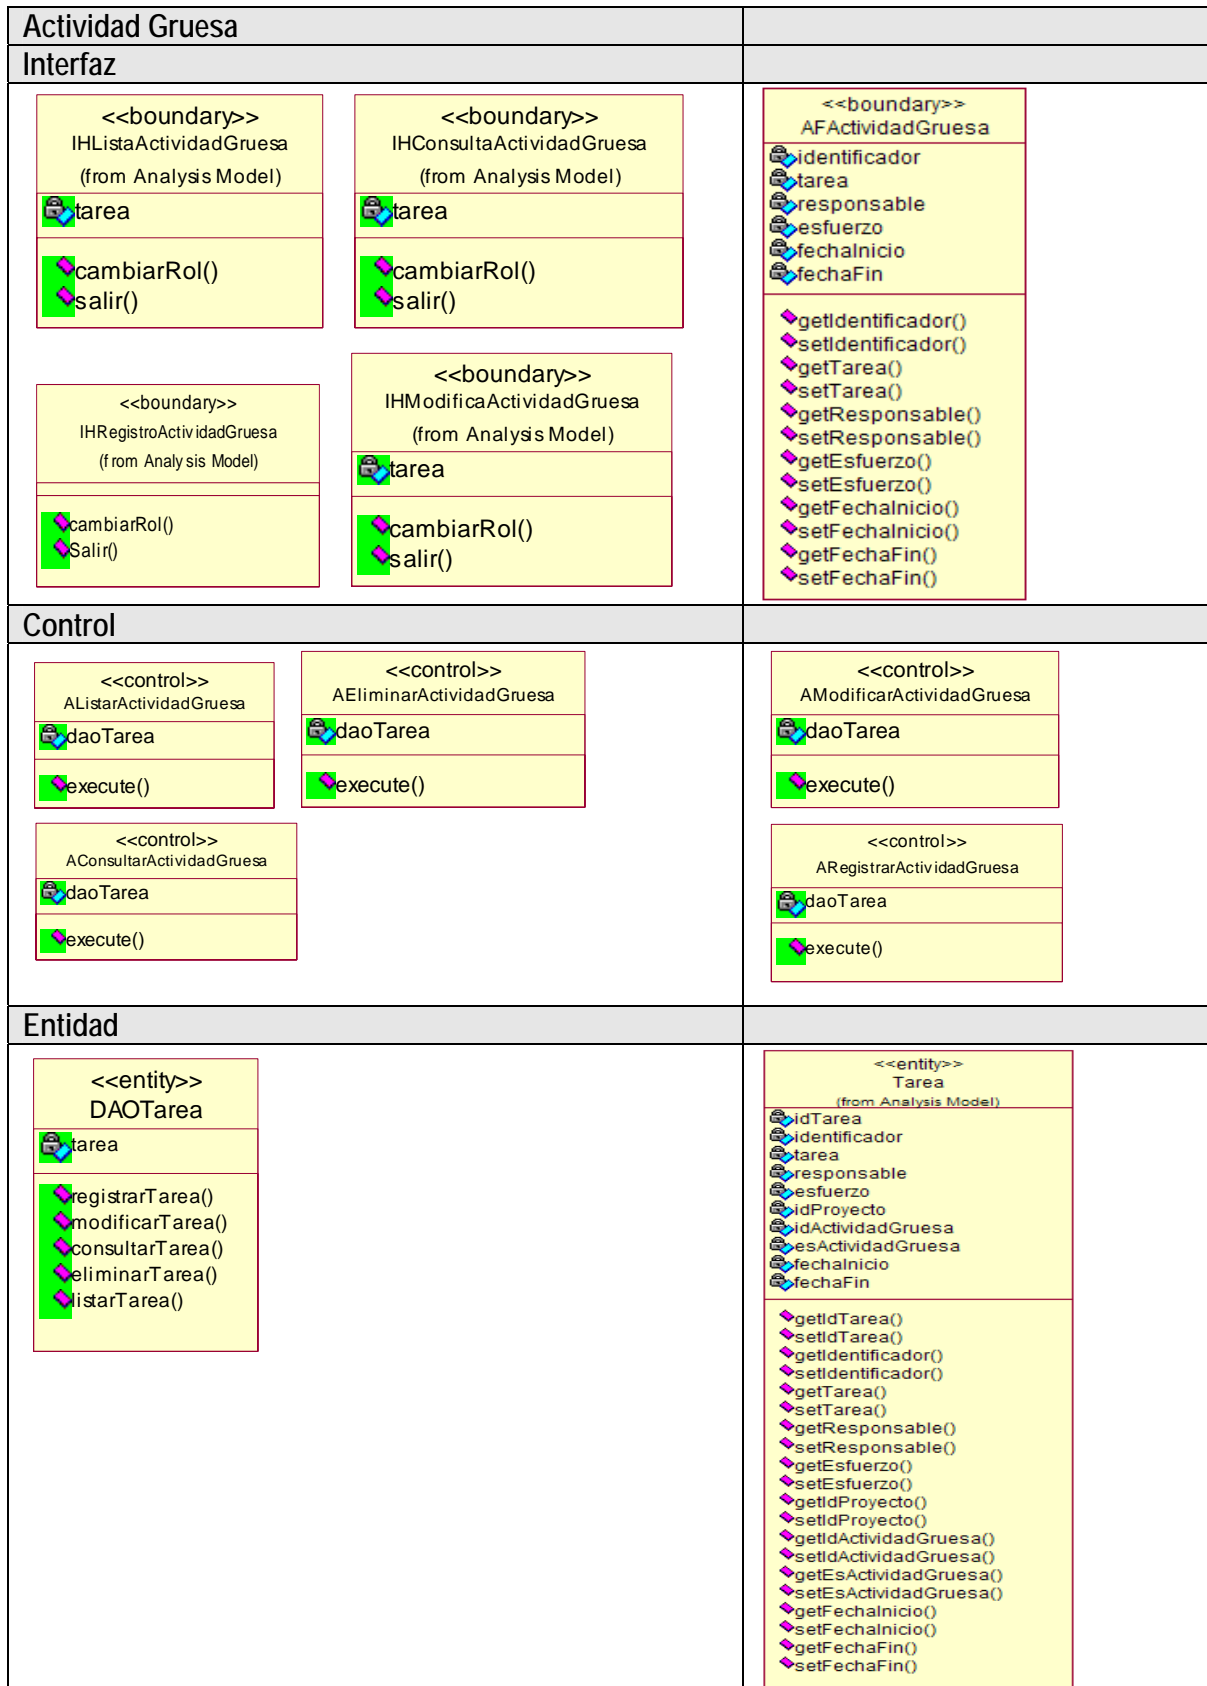 Actividad Gruesa
Interfaz
<<boundary>>
IHListaActividadGruesa
(from Analysis Model)
tarea
cambiarRol()
salir()
<<boundary>>
IHConsultaActividadGruesa
(from Analysis Model)
tarea
cambiarRol()
salir()
<<boundary>>
IHRegistroActividadGruesa
(from Analysis Model)
cambiarRol()
Salir()
<<boundary>>
IHModificaActividadGruesa
(from Analysis Model)
tarea
cambiarRol()
salir()
<<boundary>>
AFActividadGruesa
identificador
tarea
responsable
esfuerzo
fechaInicio
fechaFin
getIdentificador()
setIdentificador()
getTarea()
setTarea()
getResponsable()
setResponsable()
getEsfuerzo()
setEsfuerzo()
getFechaInicio()
setFechaInicio()
getFechaFin()
setFechaFin()
Control
<<control>>
AListarActividadGruesa
daoTarea
execute()
<<control>>
AEliminarActividadGruesa
daoTarea
execute()
<<control>>
AConsultarActividadGruesa
daoTarea
execute()
<<control>>
AModificarActividadGruesa
daoTarea
execute()
<<control>>
ARegistrarActividadGruesa
daoTarea
execute()
Entidad
<<entity>>
DAOTarea
tarea
registrarTarea()
modificarTarea()
consultarTarea()
eliminarTarea()
listarTarea()
<<entity>>
Tarea
(from Analysis Model)
idTarea
identificador
tarea
responsable
esfuerzo
idProyecto
idActividadGruesa
esActividadGruesa
fechaInicio
fechaFin
getIdTarea()
setIdTarea()
getIdentificador()
setIdentificador()
getTarea()
setTarea()
getResponsable()
setResponsable()
getEsfuerzo()
setEsfuerzo()
getIdProyecto()
setIdProyecto()
getIdActividadGruesa()
setIdActividadGruesa()
getEsActividadGruesa()
setEsActividadGruesa()
getFechaInicio()
setFechaInicio()
getFechaFin()
setFechaFin()